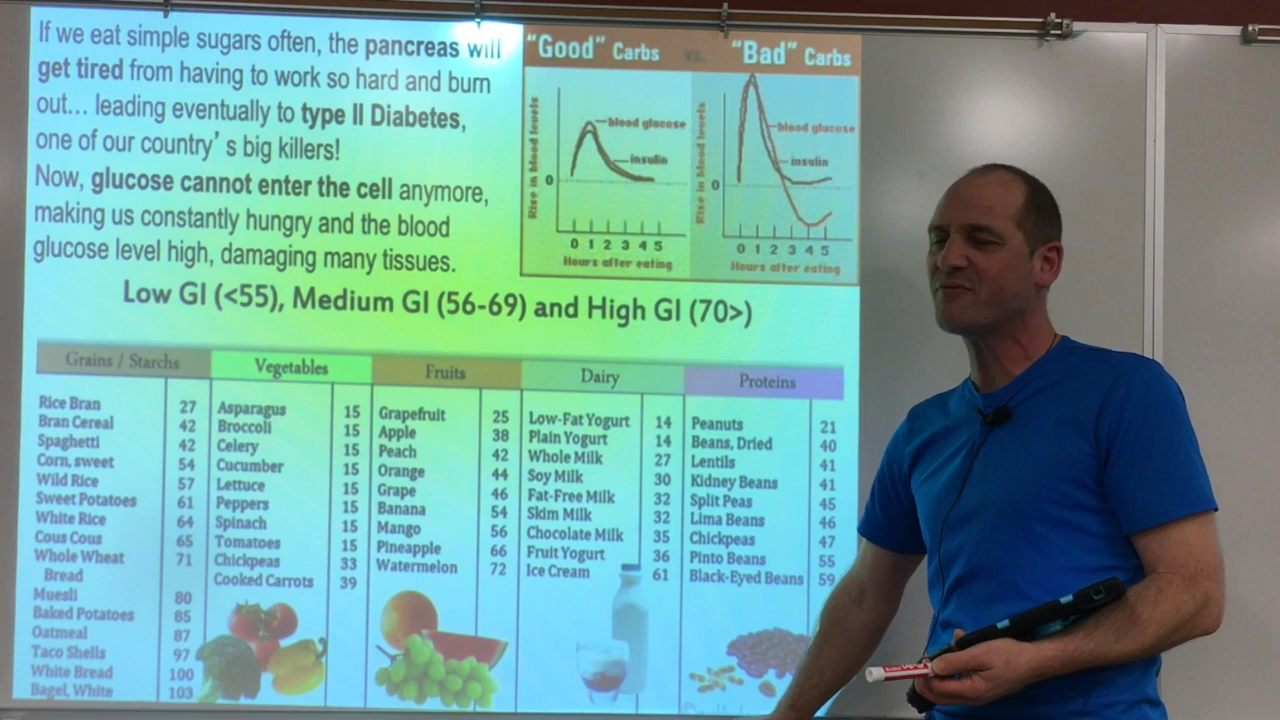 If we eat simple sugars often, the pancreas will
get tired from having to work so hard and burn
out... leading eventually to type II Diabetes,
one of our country's big killers!
Now, glucose cannot enter the cell anymore,
making us constantly hungry and the blood
glucose level high, damaging many tissues.
"Good" Carbs vs. "Bad" Carbs
Rise in blood levels
blood glucose
insulin
0
0 1 2 3 4 5
Hours after eating
Rise in blood levels
blood glucose
insulin
0
0 1 2 3 4 5
Hours after eating
Low GI (<55), Medium GI (56-69) and High GI (70>)
Grains / Starchs
Rice Bran 27
Bran Cereal 42
Spaghetti 42
Corn, sweet 54
Wild Rice 57
Sweet Potatoes 61
White Rice 64
Cous Cous 65
Whole Wheat 71
Bread
Muesli 80
Baked Potatoes 85
Oatmeal 87
Taco Shells 97
White Bread 100
Bagel, White 103
Vegetables
Asparagus 15
Broccoli 15
Celery 15
Cucumber 15
Lettuce 15
Peppers 15
Spinach 15
Tomatoes 15
Chickpeas 33
Cooked Carrots 39
Fruits
Grapefruit 25
Apple 38
Peach 42
Orange 44
Grape 46
Banana 54
Mango 56
Pineapple 66
Watermelon 72
Dairy
Low-Fat Yogurt 14
Plain Yogurt 14
Whole Milk 27
Soy Milk 30
Fat-Free Milk 32
Skim Milk 32
Chocolate Milk 35
Fruit Yogurt 36
Ice Cream 61
Proteins
Peanuts 21
Beans, Dried 40
Lentils 41
Kidney Beans 41
Split Peas 45
Lima Beans 46
Chickpeas 47
Pinto Beans 55
Black-Eyed Beans 59